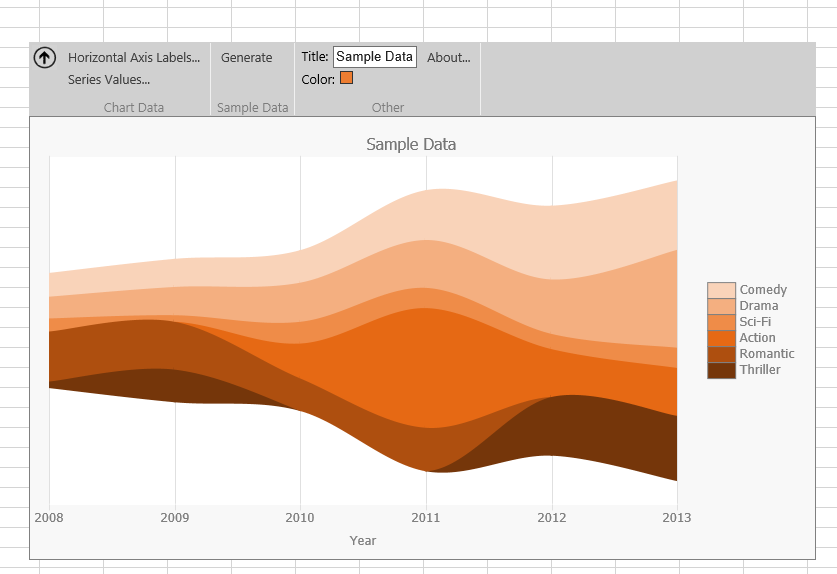 Horizontal Axis Labels... Generate Title: Sample Data About...
Series Values... Color:
Chart Data Sample Data Other
Sample Data
Comedy
Drama
Sci-Fi
Action
Romantic
Thriller
2008 2009 2010 2011 2012 2013
Year